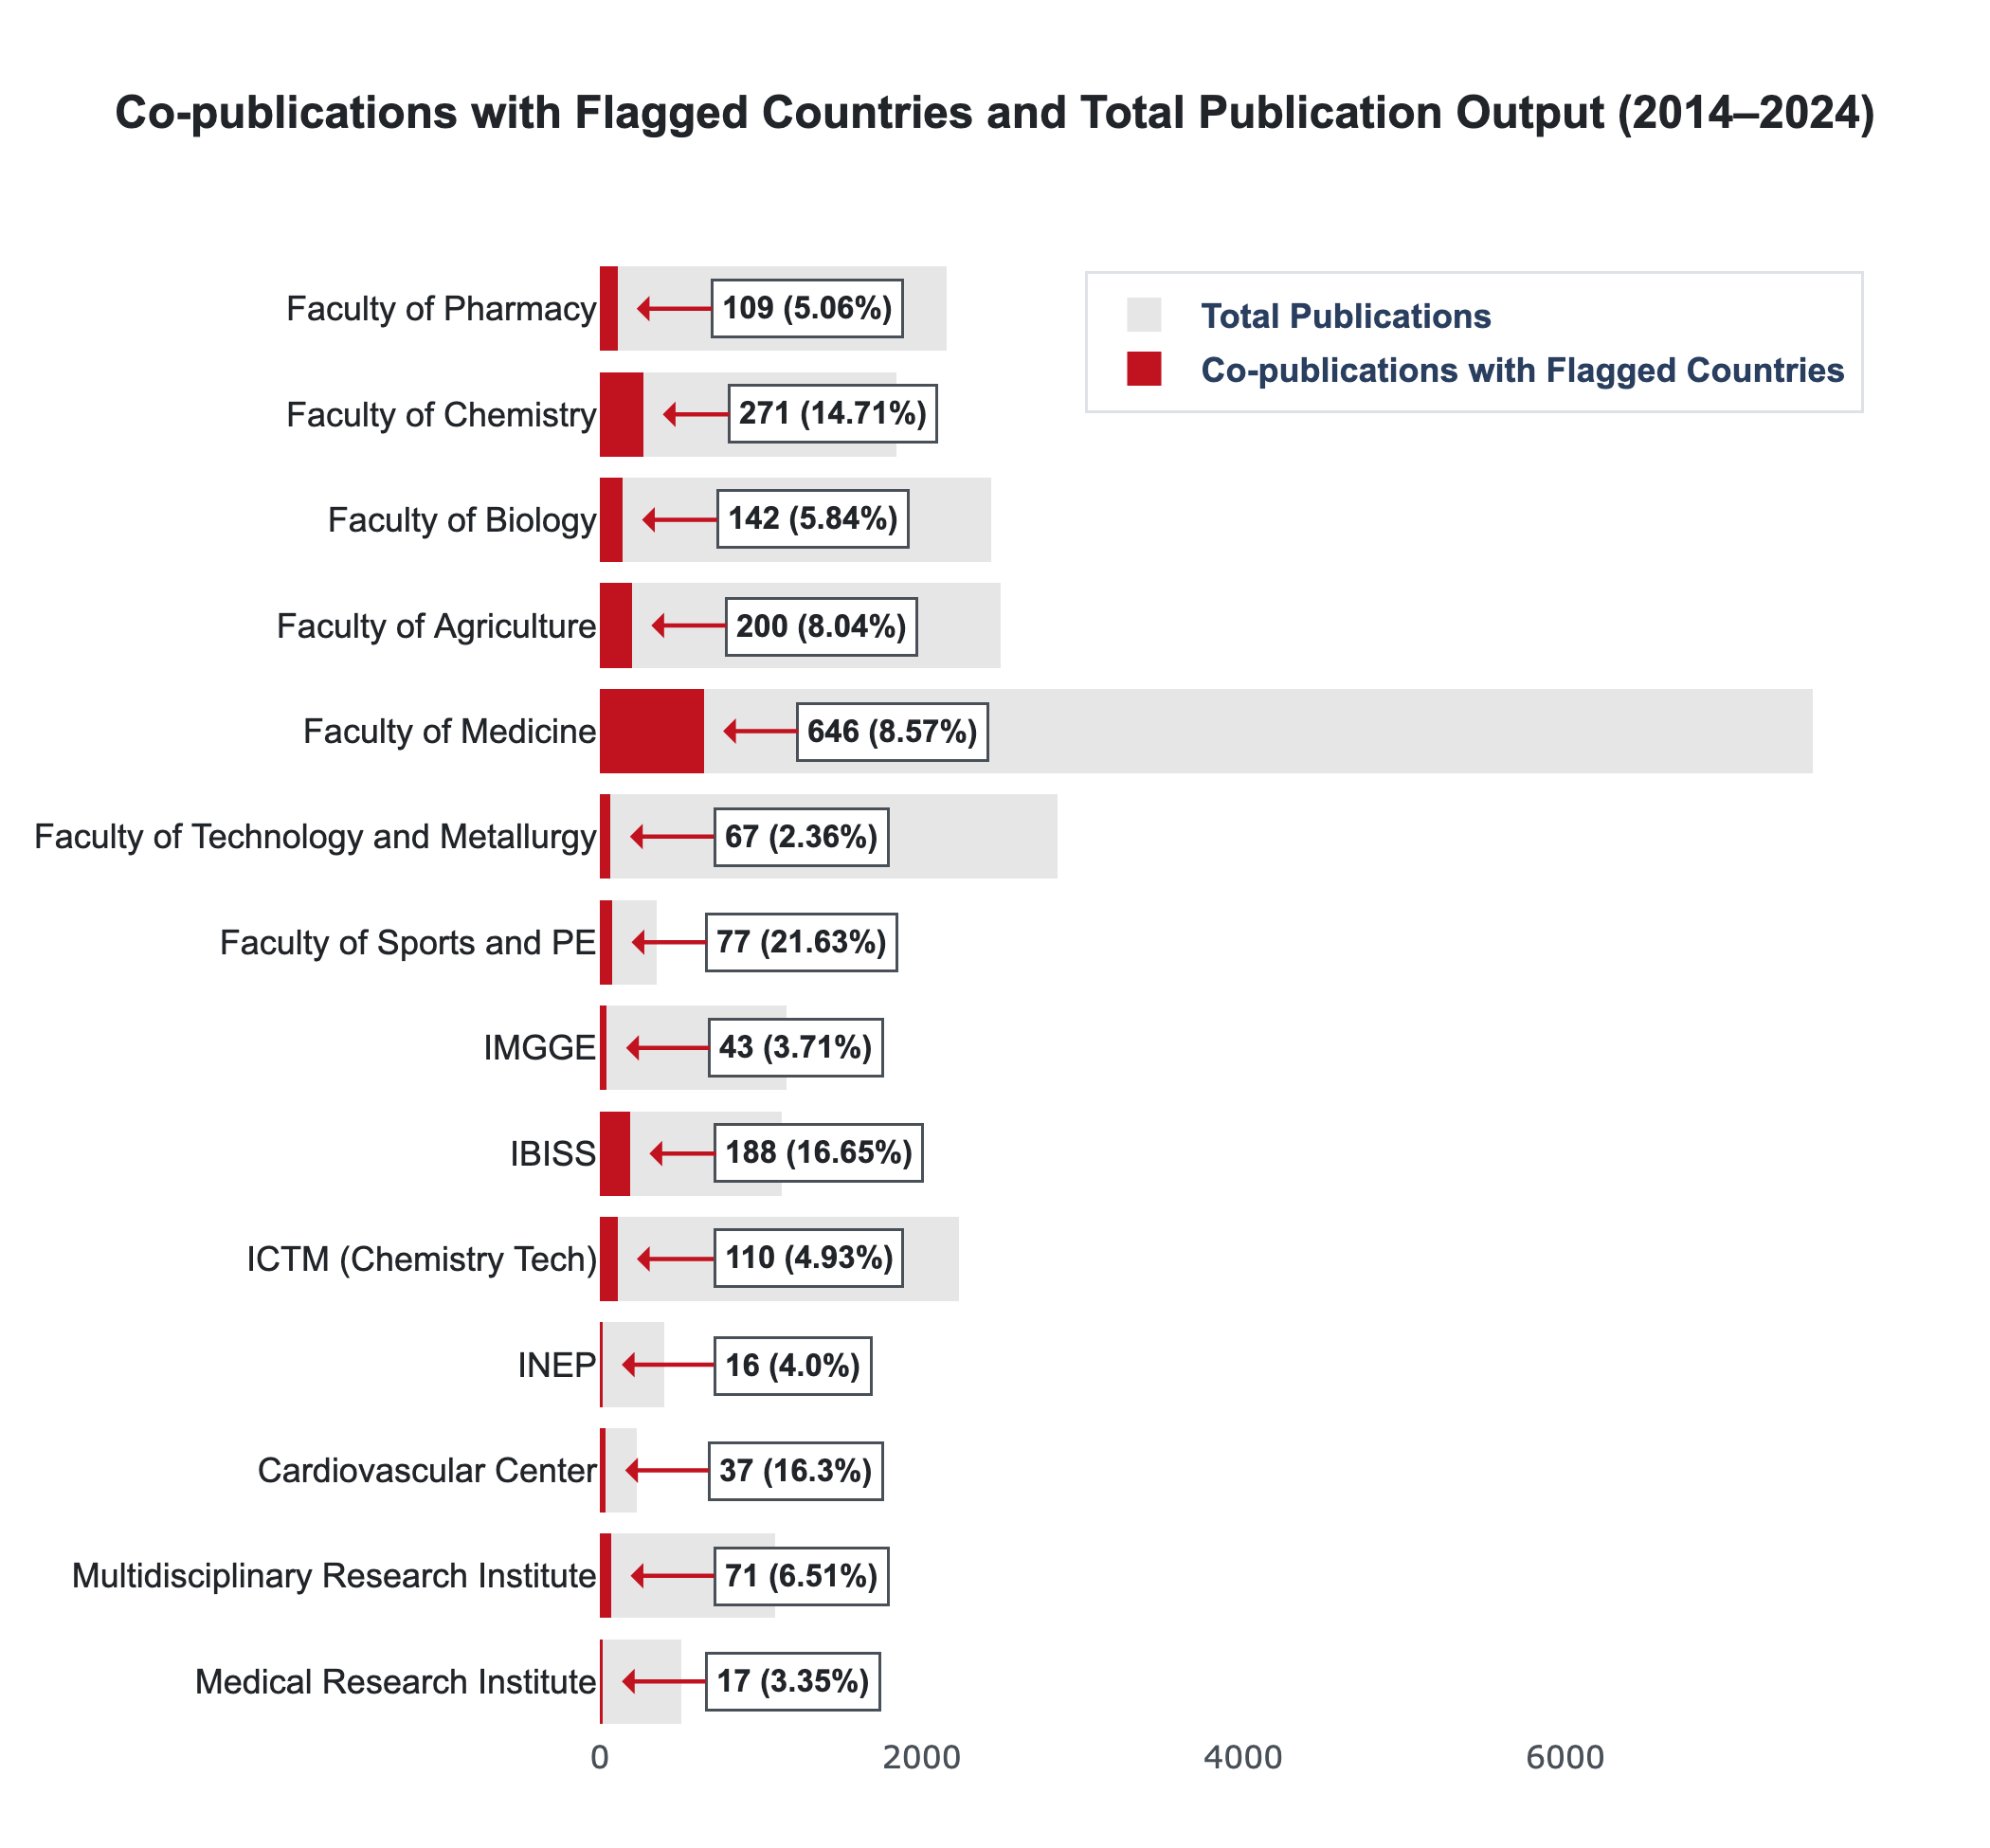 Co-publications with Flagged Countries and Total Publication Output (2014–2024)
Total Publications
Co-publications with Flagged Countries
Faculty of Pharmacy 109 (5.06%)
Faculty of Chemistry 271 (14.71%)
Faculty of Biology 142 (5.84%)
Faculty of Agriculture 200 (8.04%)
Faculty of Medicine 646 (8.57%)
Faculty of Technology and Metallurgy 67 (2.36%)
Faculty of Sports and PE 77 (21.63%)
IMGGE 43 (3.71%)
IBISS 188 (16.65%)
ICTM (Chemistry Tech) 110 (4.93%)
INEP 16 (4.0%)
Cardiovascular Center 37 (16.3%)
Multidisciplinary Research Institute 71 (6.51%)
Medical Research Institute 17 (3.35%)
0 2000 4000 6000